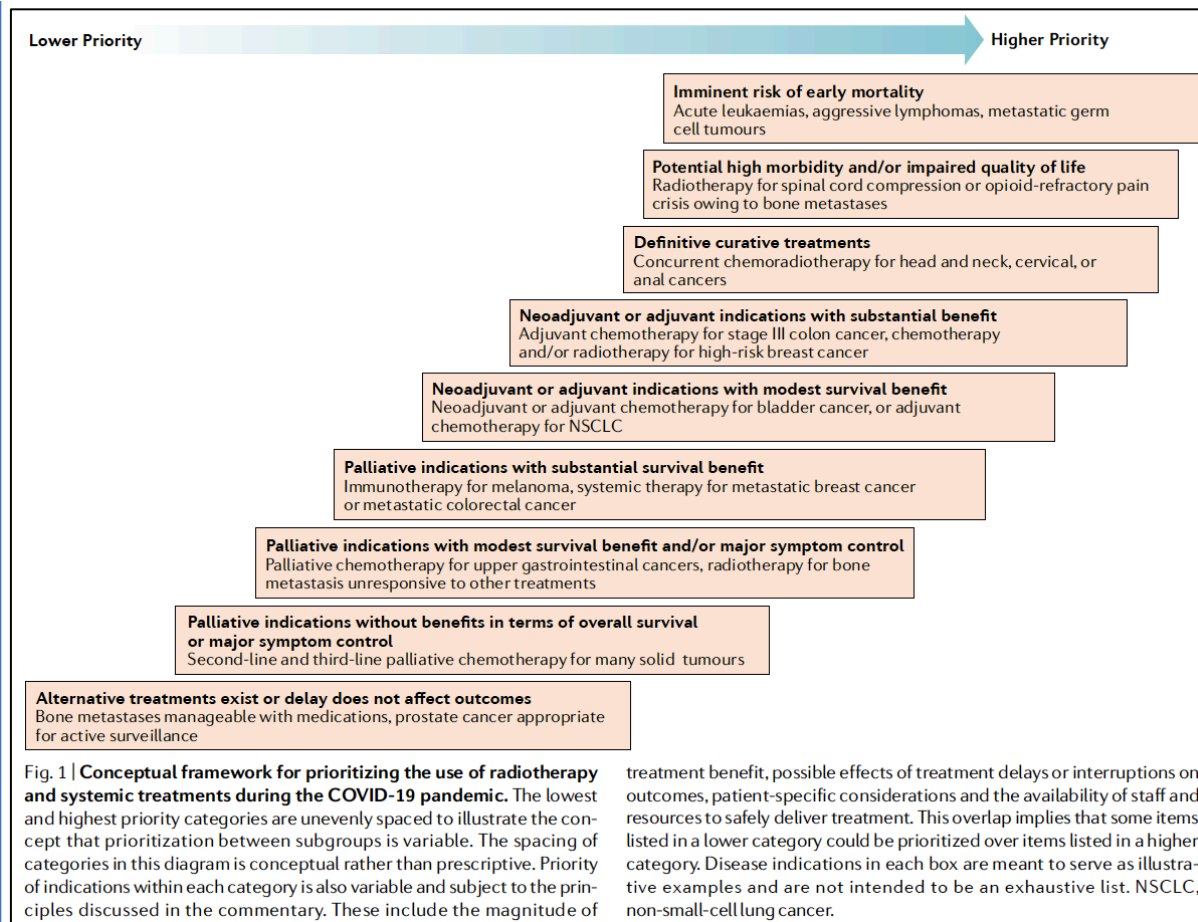 Lower Priority
Higher Priority
Imminent risk of early mortality
Acute leukaemias, aggressive lymphomas, metastatic germ
cell tumours
Potential high morbidity and/or impaired quality of life
Radiotherapy for spinal cord compression or opioid-refractory pain
crisis owing to bone metastases
Definitive curative treatments
Concurrent chemoradiotherapy for head and neck, cervical, or
anal cancers
Neoadjuvant or adjuvant indications with substantial benefit
Adjuvant chemotherapy for stage III colon cancer, chemotherapy
and/or radiotherapy for high-risk breast cancer
Neoadjuvant or adjuvant indications with modest survival benefit
Neoadjuvant or adjuvant chemotherapy for bladder cancer, or adjuvant
chemotherapy for NSCLC
Palliative indications with substantial survival benefit
Immunotherapy for melanoma, systemic therapy for metastatic breast cancer
or metastatic colorectal cancer
Palliative indications with modest survival benefit and/or major symptom control
Palliative chemotherapy for upper gastrointestinal cancers, radiotherapy for bone
metastasis unresponsive to other treatments
Palliative indications without benefits in terms of overall survival
or major symptom control
Second-line and third-line palliative chemotherapy for many solid tumours
Alternative treatments exist or delay does not affect outcomes
Bone metastases manageable with medications, prostate cancer appropriate
for active surveillance
Fig. 1 | Conceptual framework for prioritizing the use of radiotherapy
and systemic treatments during the COVID-19 pandemic. The lowest
and highest priority categories are unevenly spaced to illustrate the con-
cept that prioritization between subgroups is variable. The spacing of
categories in this diagram is conceptual rather than prescriptive. Priority
of indications within each category is also variable and subject to the prin-
ciples discussed in the commentary. These include the magnitude of
treatment benefit, possible effects of treatment delays or interruptions on
outcomes, patient-specific considerations and the availability of staff and
resources to safely deliver treatment. This overlap implies that some items
listed in a lower category could be prioritized over items listed in a higher
category. Disease indications in each box are meant to serve as illustra-
tive examples and are not intended to be an exhaustive list. NSCLC,
non-small-cell lung cancer.